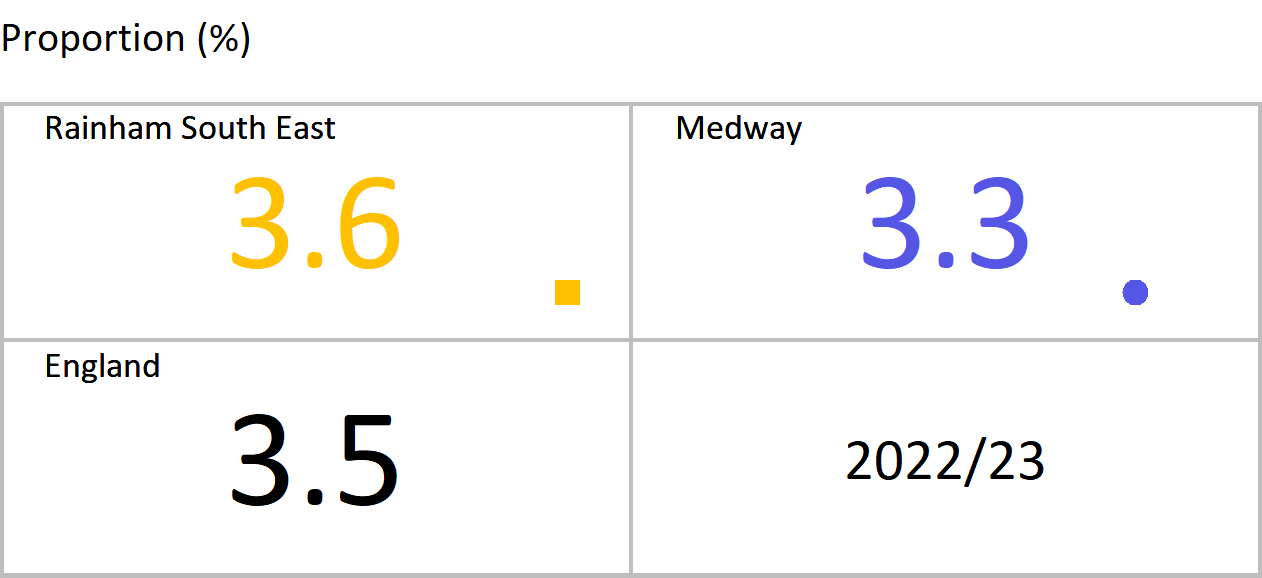 Proportion (%)
Rainham South East
3.6
Medway
3.3
England
3.5
2022/23